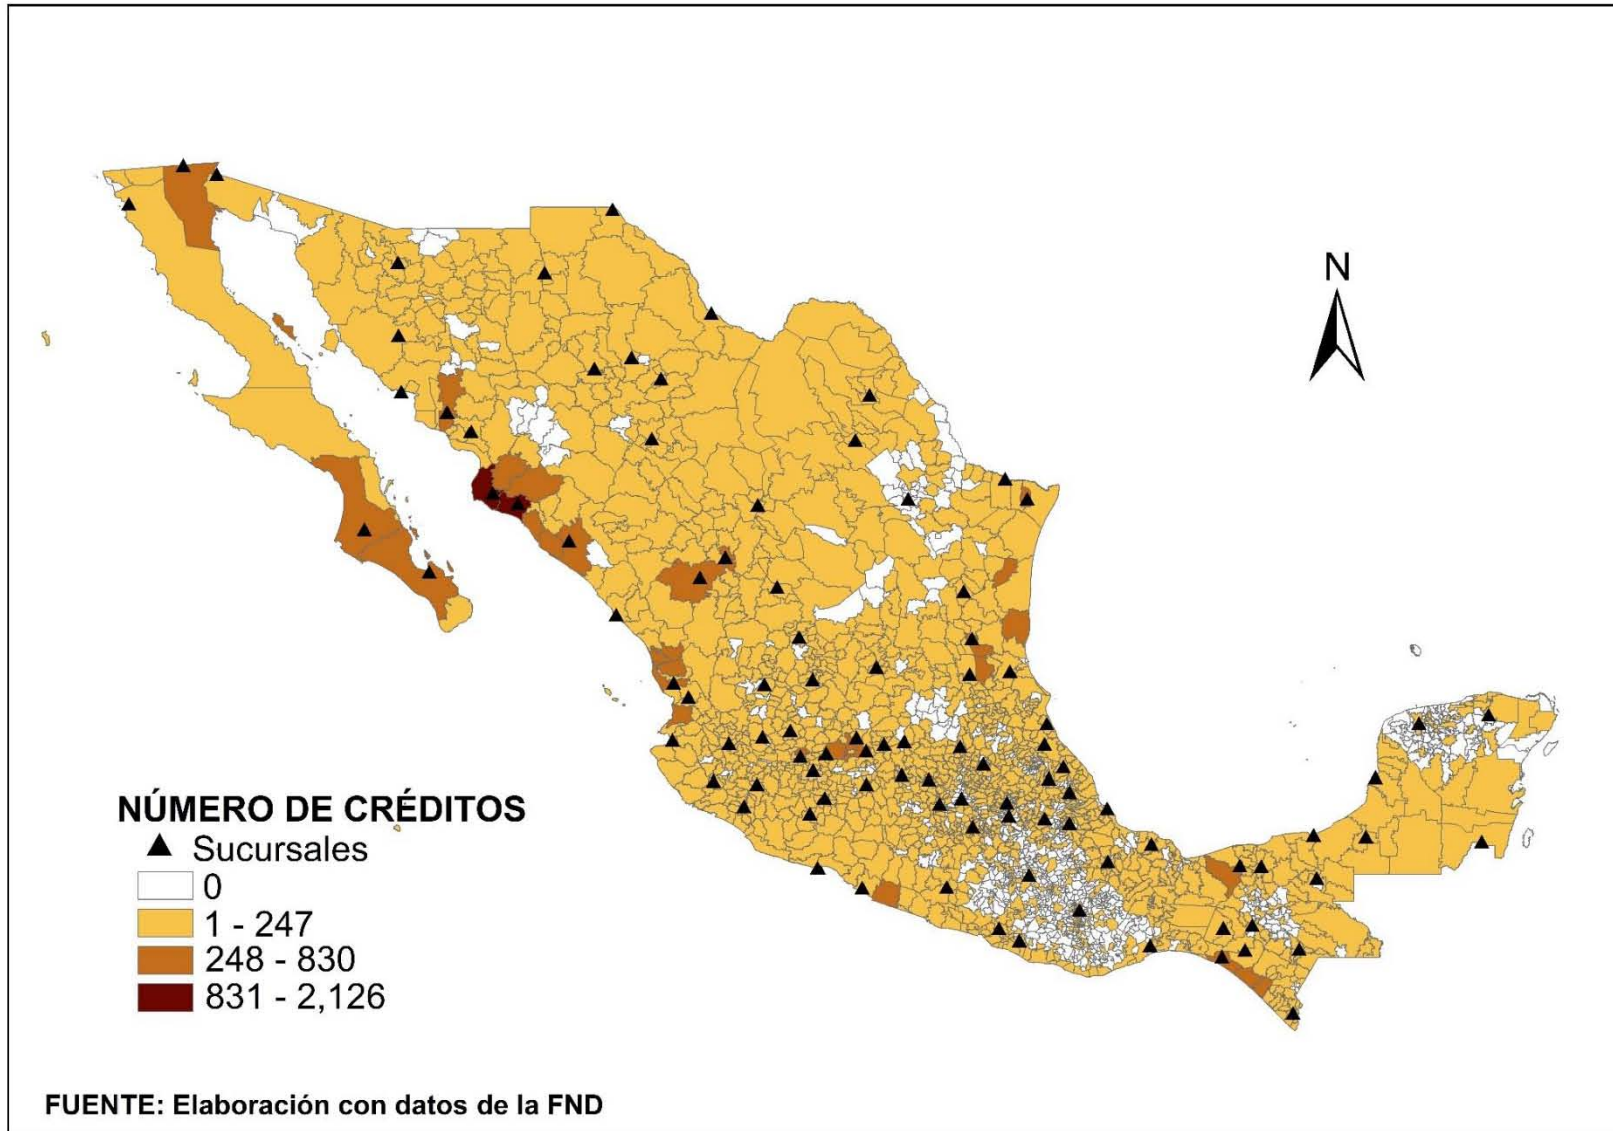 N
NÚMERO DE CRÉDITOS
Sucursales
0
1 - 247
248 - 830
831 - 2,126
FUENTE: Elaboración con datos de la FND